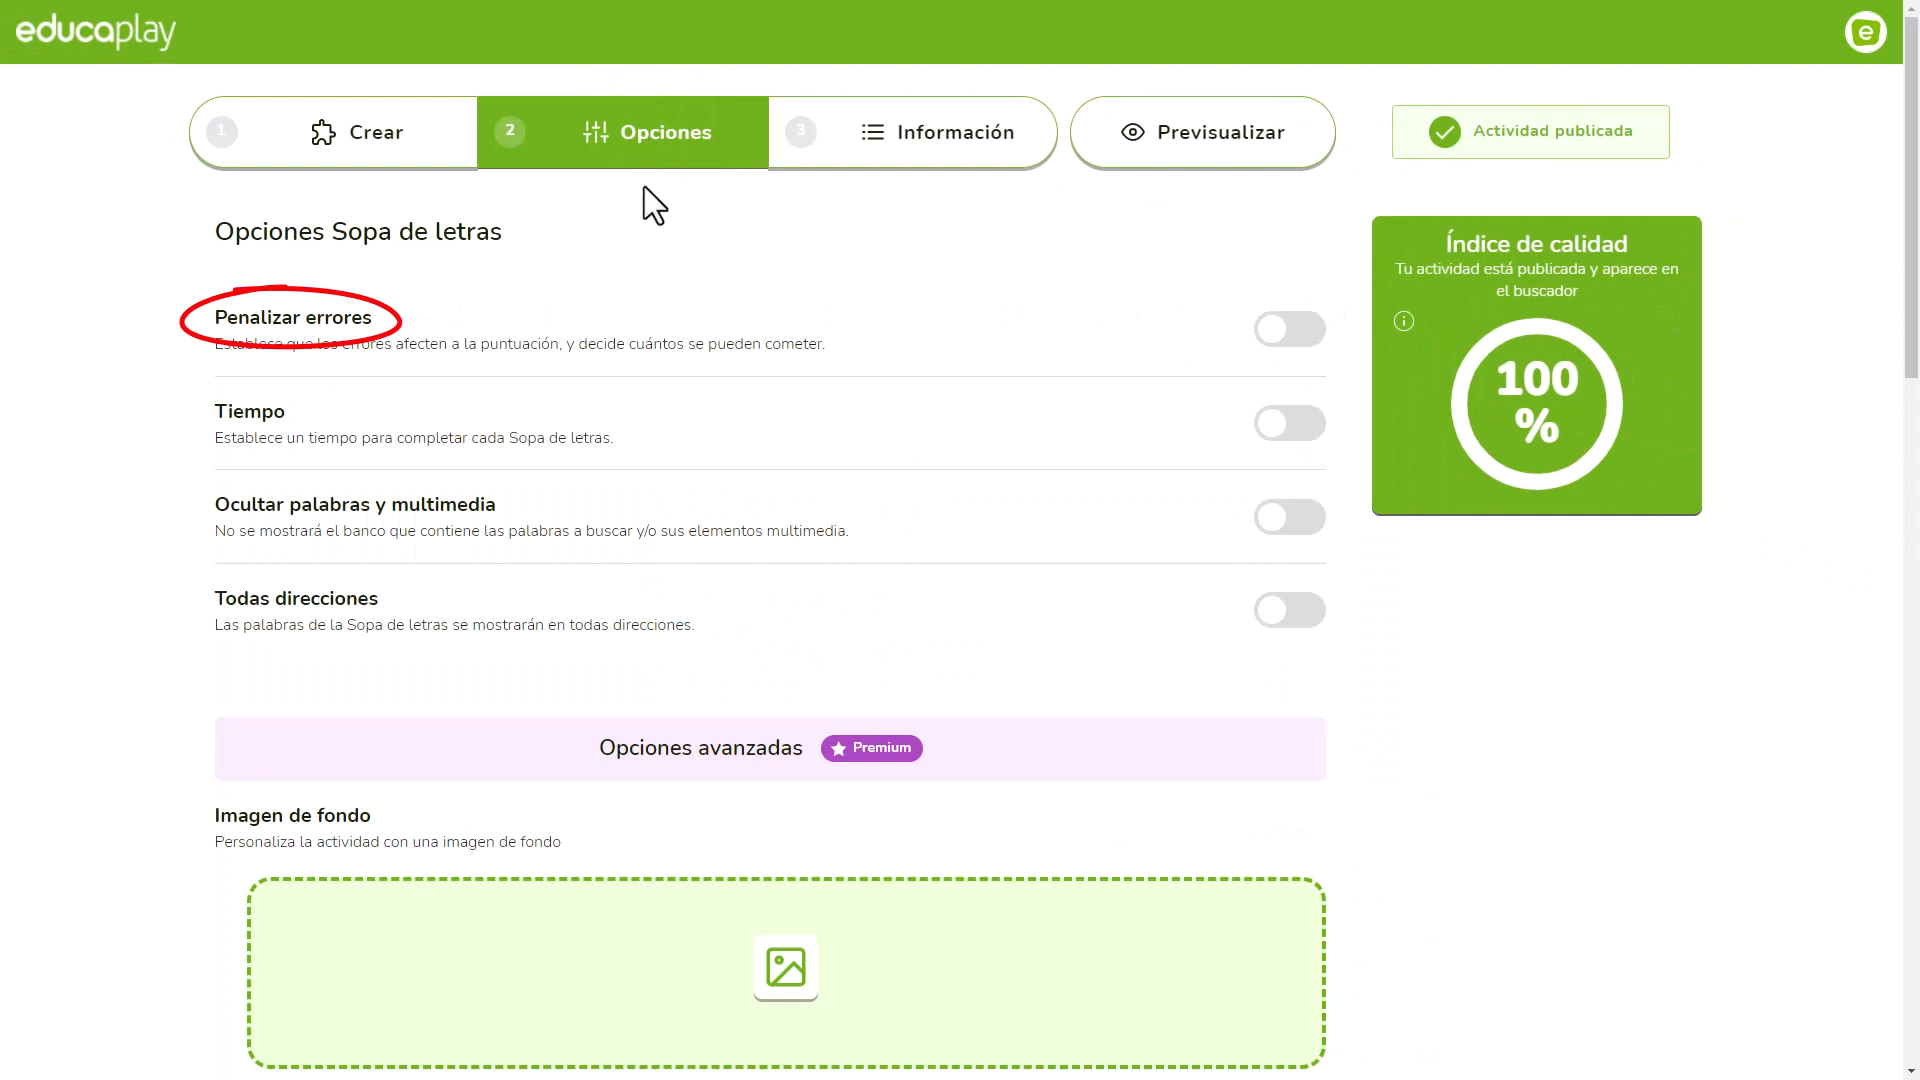 educaplay
e
1 Crear
2 Opciones
3 Información
Previsualizar
Actividad publicada
Opciones Sopa de letras
Penalizar errores
Establece que los errores afecten a la puntuación, y decide cuántos se pueden cometer.
Tiempo
Establece un tiempo para completar cada Sopa de letras.
Ocultar palabras y multimedia
No se mostrará el banco que contiene las palabras a buscar y/o sus elementos multimedia.
Todas direcciones
Las palabras de la Sopa de letras se mostrarán en todas direcciones.
Opciones avanzadas Premium
Imagen de fondo
Personaliza la actividad con una imagen de fondo
Índice de calidad
Tu actividad está publicada y aparece en
el buscador
100
%